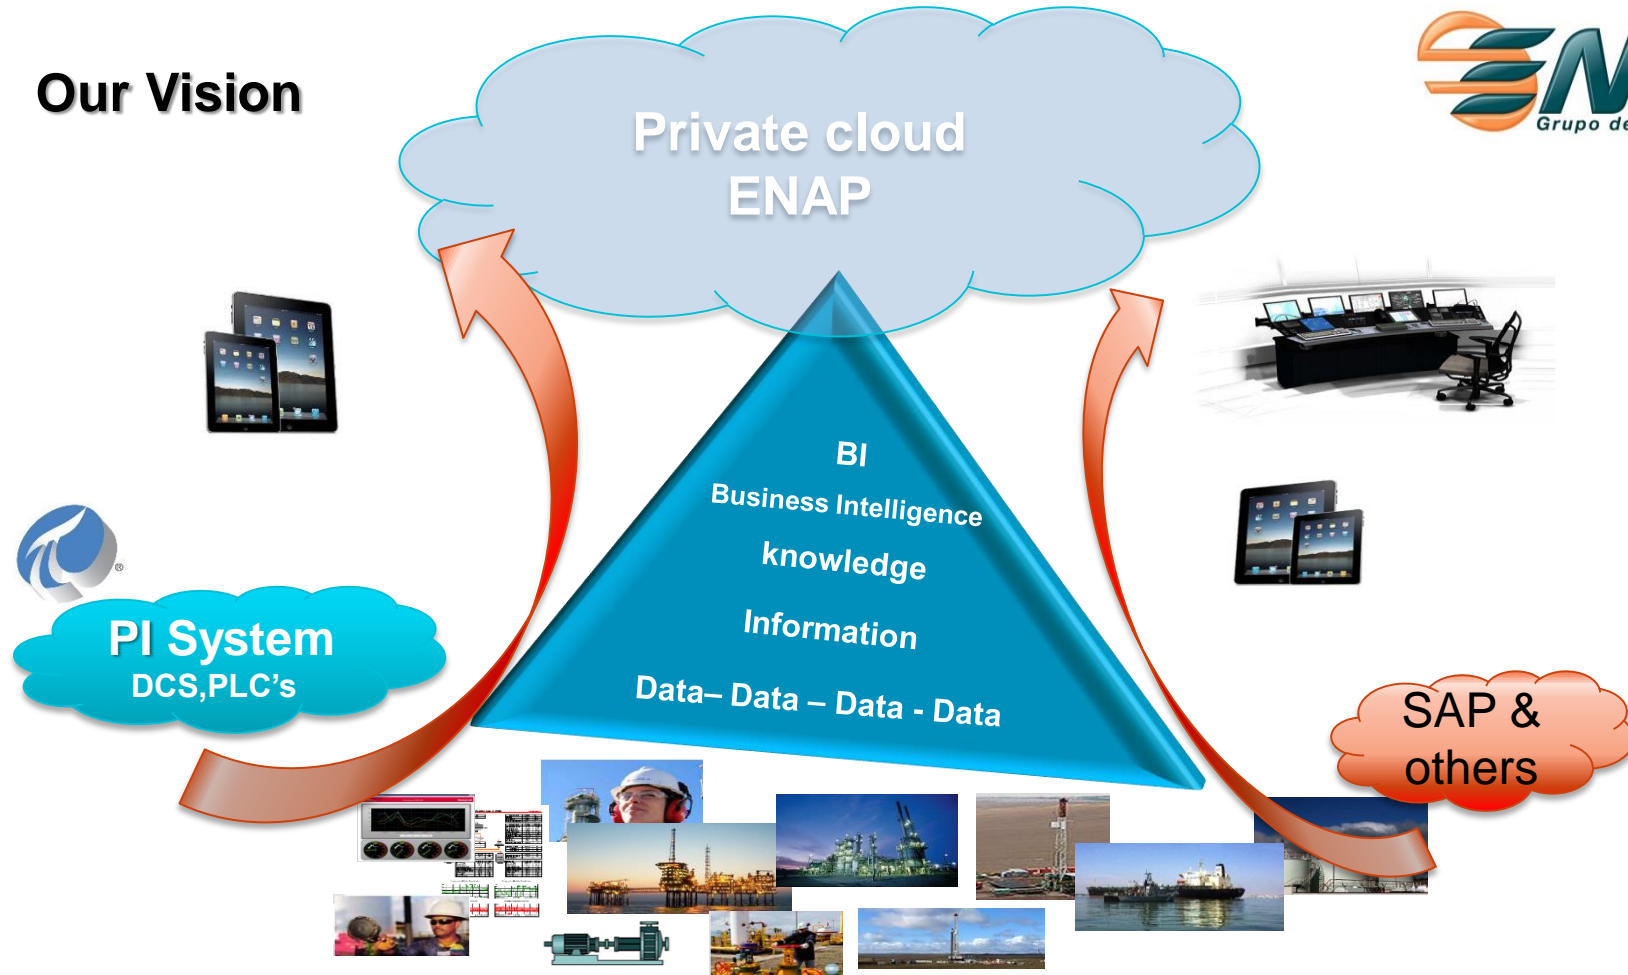 Our Vision
Private cloud
ENAP
Grupo de
BI
Business Intelligence
knowledge
Information
Data– Data – Data - Data
PI System
DCS,PLC’s
®
SAP &
others